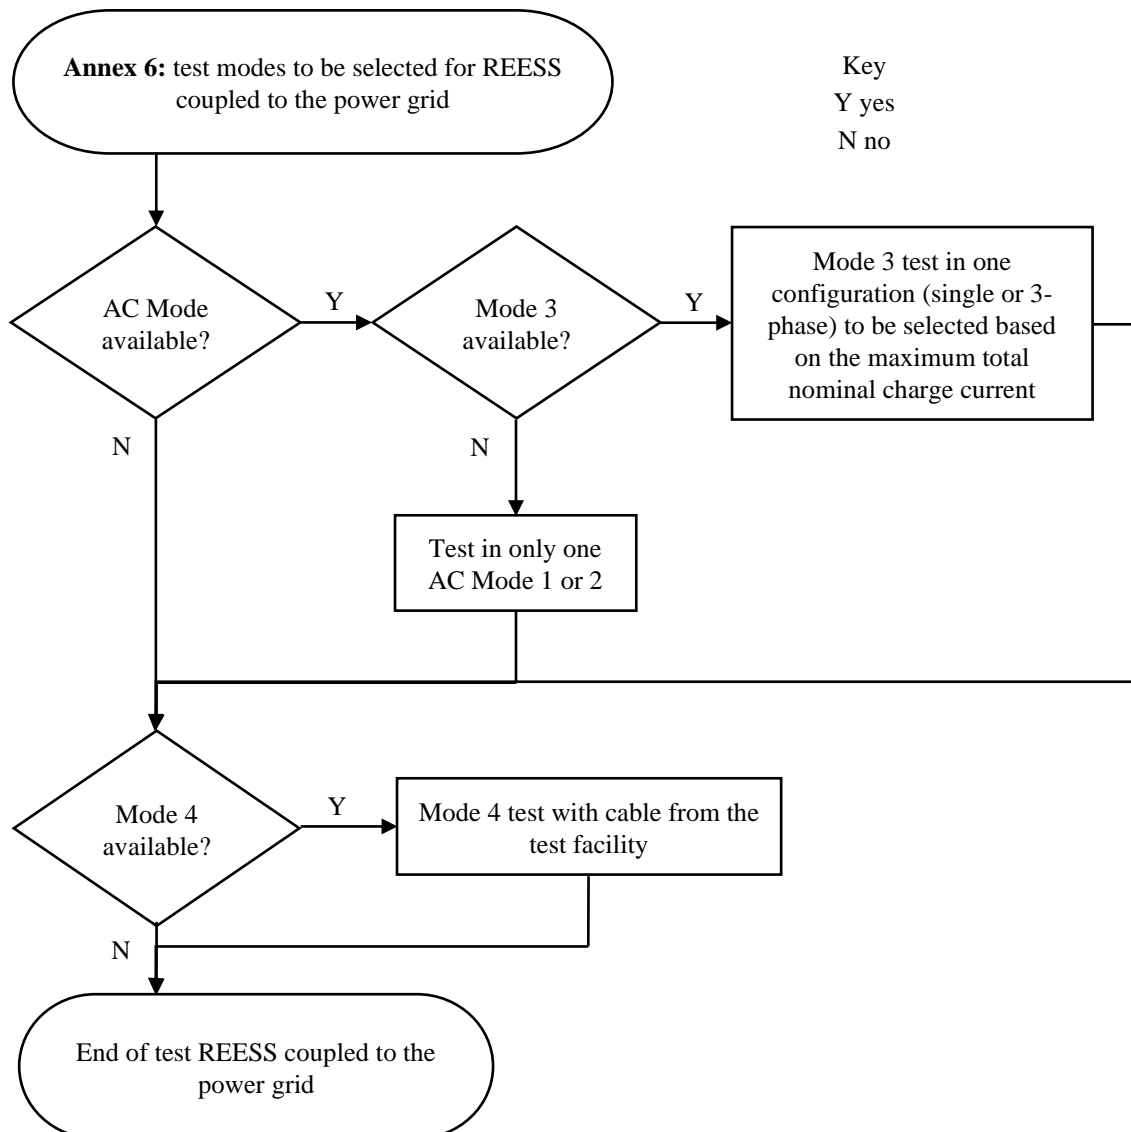 Annex 6: test modes to be selected for REESS
coupled to the power grid
Key
Y yes
N no
AC Mode
available?
Y
Mode 3
available?
Y
Mode 3 test in one
configuration (single or 3-
phase) to be selected based
on the maximum total
nominal charge current
N
N
Test in only one
AC Mode 1 or 2
Mode 4
available?
Y
Mode 4 test with cable from the
test facility
N
End of test REESS coupled to the
power grid